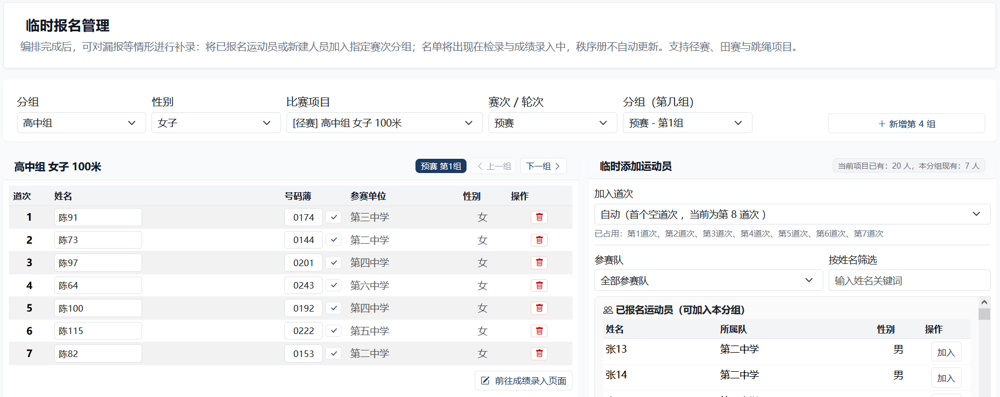 临时报名管理
编排完成后，可对漏报等情形进行补录：将已报名运动员或新建人员加入指定赛次分组；名单将出现在检录与成绩录入中，秩序册不自动更新。支持径赛、田赛与跳绳项目。
分组 性别 比赛项目 赛次 / 轮次 分组（第几组）
高中组 女子 [径赛] 高中组 女子 100米 预赛 预赛 - 第1组 + 新增第 4 组
高中组 女子 100米 预赛 第1组 上一组 下一组
道次 姓名 号码薄 参赛单位 性别 操作
1 陈91 0174 第三中学 女
2 陈73 0144 第二中学 女
3 陈97 0201 第四中学 女
4 陈64 0243 第六中学 女
5 陈100 0192 第四中学 女
6 陈115 0222 第五中学 女
7 陈82 0153 第二中学 女
前往成绩录入页面
临时添加运动员 当前项目已有：20 人，本分组现有：7 人
加入道次
自动（首个空道次 ，当前为第 8 道次 ）
已占用：第1道次、第2道次、第3道次、第4道次、第5道次、第6道次、第7道次
参赛队 按姓名筛选
全部参赛队 输入姓名关键词
已报名运动员（可加入本分组）
姓名 所属队 性别 操作
张13 第二中学 男 加入
张14 第二中学 男 加入